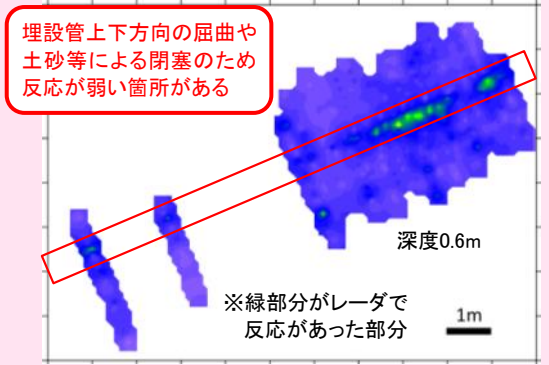 埋設管上下方向の屈曲や
土砂等による閉塞のため
反応が弱い箇所がある
深度0.6m
※緑部分がレーダで
反応があった部分
1m